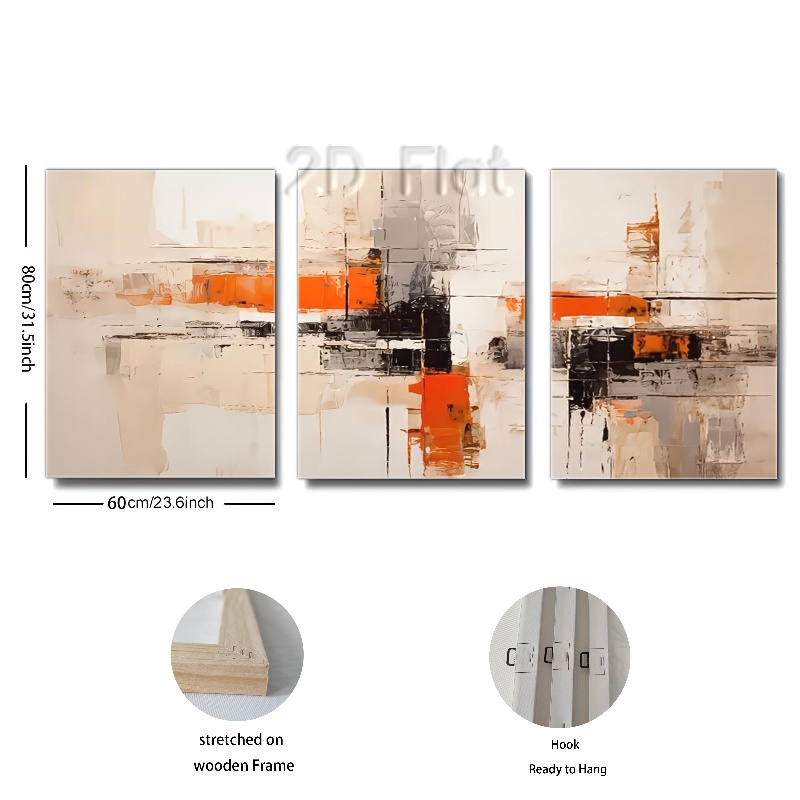 2D Flat
80cm/31.5inch
60cm/23.6inch
stretched on
wooden Frame
Hook
Ready to Hang